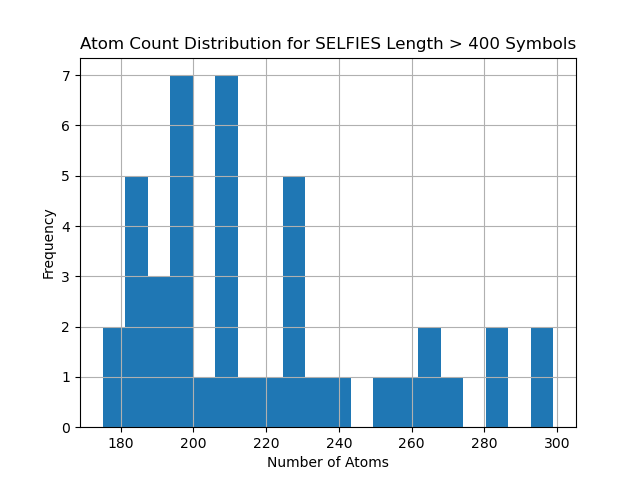 Atom Count Distribution for SELFIES Length > 400 Symbols
7
6
5
4
3
2
1
0
Frequency
180 200 220 240 260 280 300
Number of Atoms